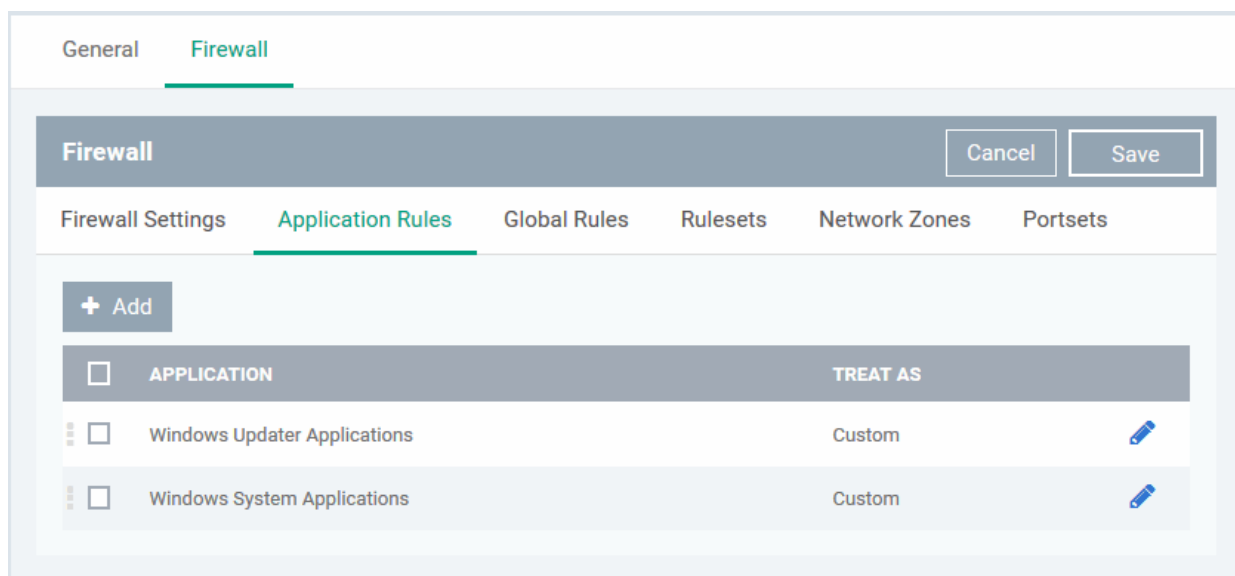 General Firewall
Firewall Cancel Save
Firewall Settings Application Rules Global Rules Rulesets Network Zones Portsets
+ Add
APPLICATION TREAT AS
Windows Updater Applications Custom
Windows System Applications Custom